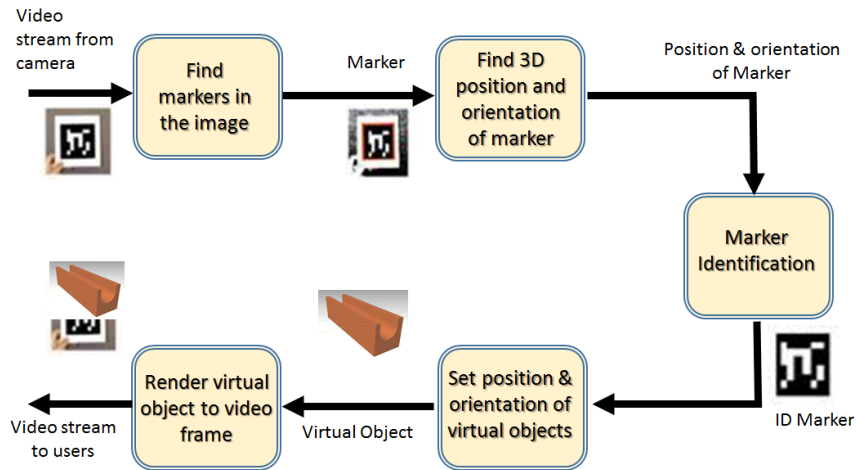 Video
stream from
camera
Find
markers in
the image
Marker
Find 3D
position and
orientation
of marker
Position & orientation
of Marker
Marker
Identification
ID Marker
Set position &
orientation of
virtual objects
Virtual Object
Render virtual
object to video
frame
Video stream
to users